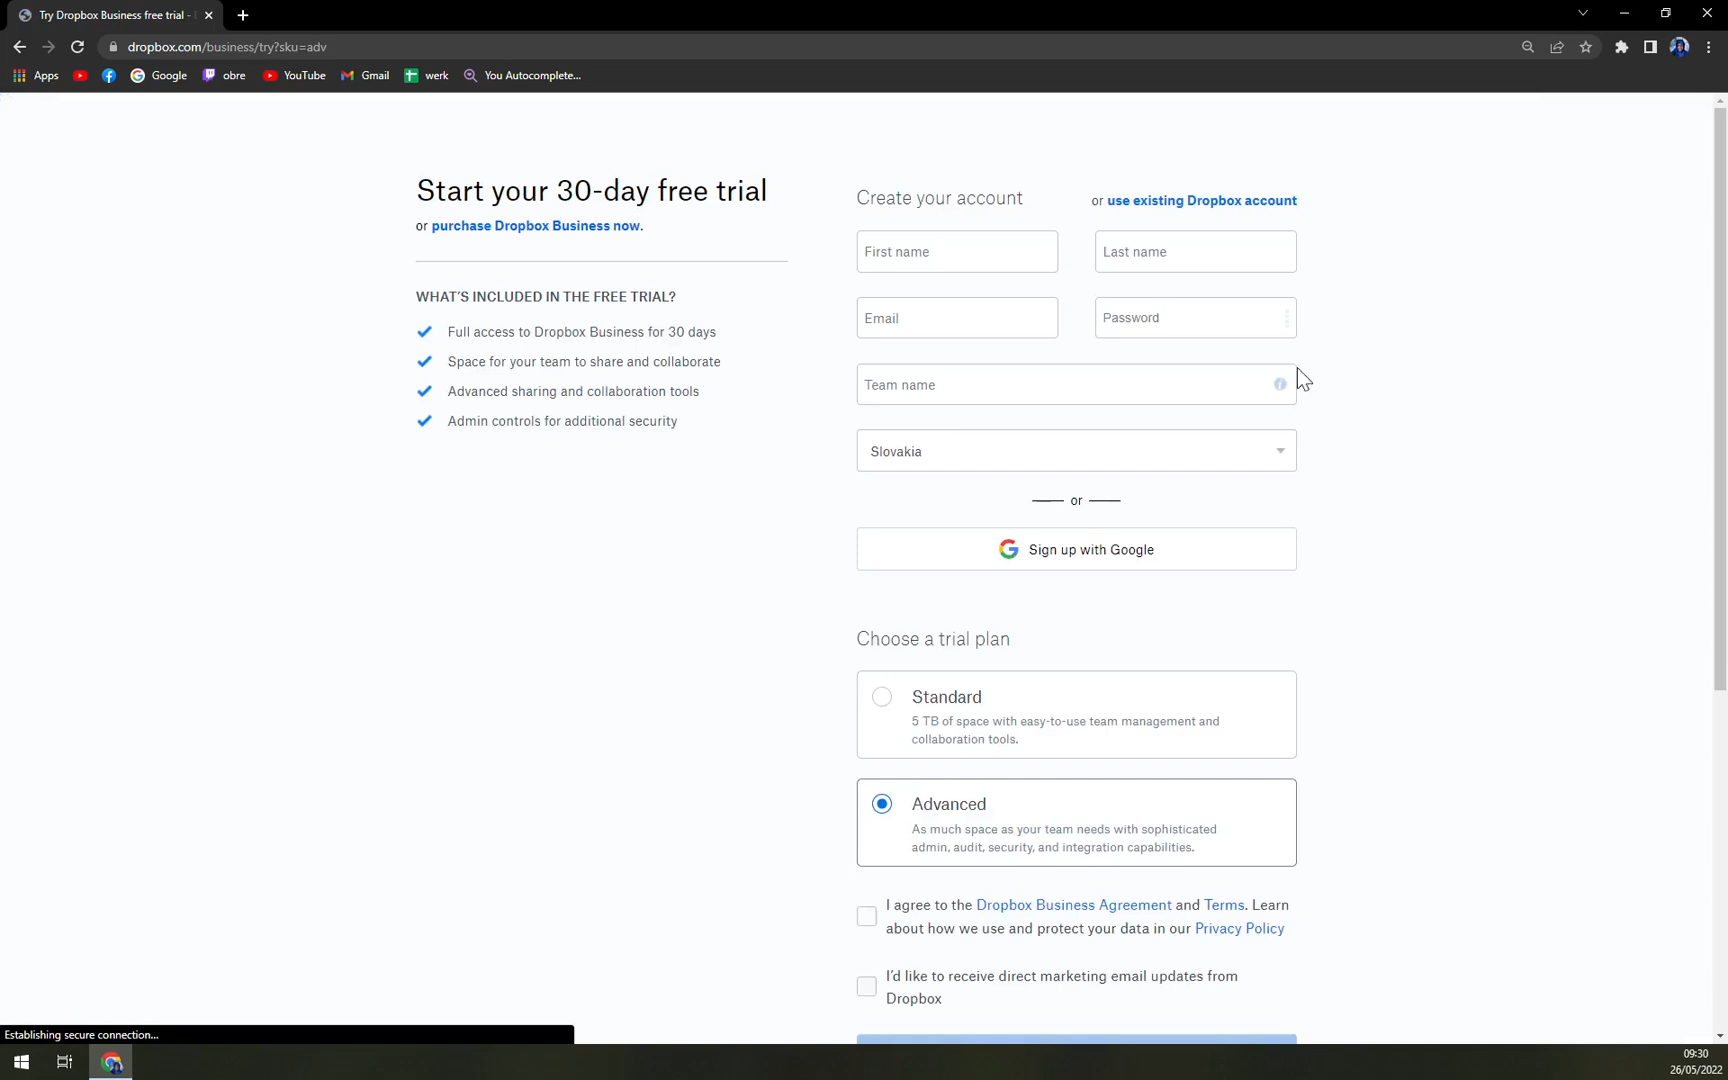 Try Dropbox Business free trial -
dropbox.com/business/try?sku=adv
Apps
Google
obre
YouTube
Gmail
werk
You Autocomplete...
Start your 30-day free trial
or purchase Dropbox Business now.
WHAT'S INCLUDED IN THE FREE TRIAL?
Full access to Dropbox Business for 30 days
Space for your team to share and collaborate
Advanced sharing and collaboration tools
Admin controls for additional security
Create your account
or use existing Dropbox account
First name
Last name
Email
Password
Team name
Slovakia
or
Sign up with Google
Choose a trial plan
Standard
5 TB of space with easy-to-use team management and
collaboration tools.
Advanced
As much space as your team needs with sophisticated
admin, audit, security, and integration capabilities.
I agree to the Dropbox Business Agreement and Terms. Learn
about how we use and protect your data in our Privacy Policy
I'd like to receive direct marketing email updates from
Dropbox
Establishing secure connection...
09:30
26/05/2022